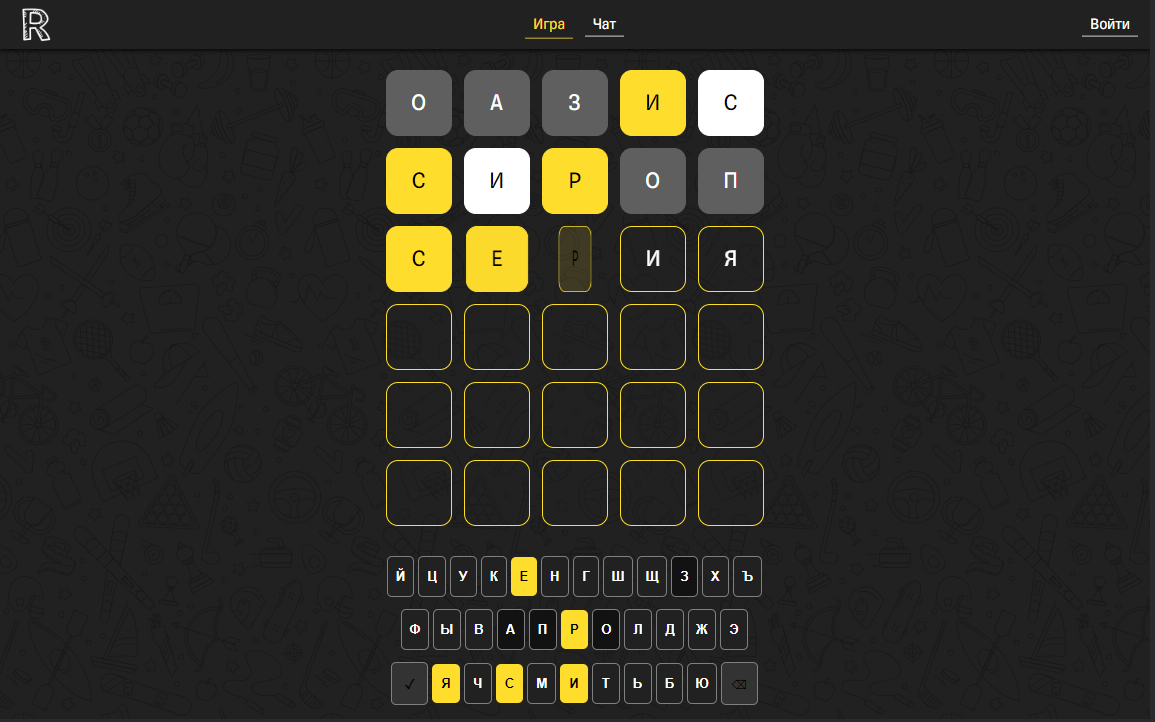 R
Игра Чат Войти
О А З И С
С И Р О П
С Е Р И Я
Й Ц У К Е Н Г Ш Щ З Х Ъ
Ф Ы В А П Р О Л Д Ж Э
✓ Я Ч С М И Т Ь Б Ю ⌫